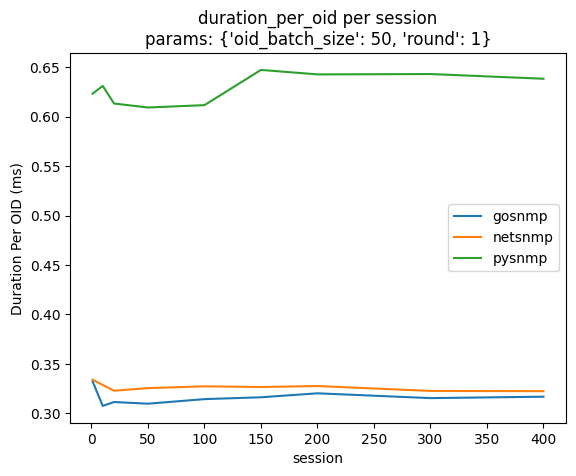 duration_per_oid per session
params: {'oid_batch_size': 50, 'round': 1}
0.65
0.60
0.55
0.50
0.45
0.40
0.35
0.30
Duration Per OID (ms)
gosnmp
netsnmp
pysnmp
0 50 100 150 200 250 300 350 400
session